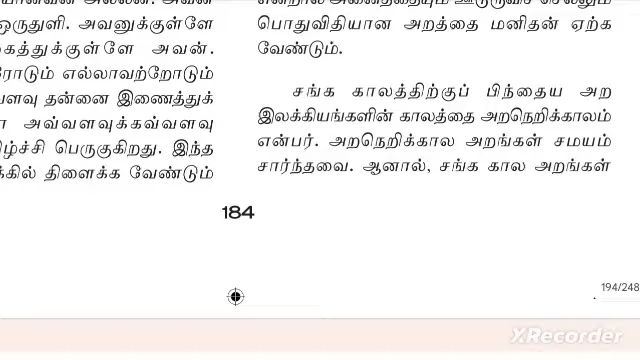 ஒருதுளி. அவனுக்குள்ளே
அவன்.
எல்லாவற்றோடும்
தன்னை இணைத்துக்
அவ்வளவுக்கவ்வளவு
பெருகுகிறது. இந்த
திளைக்க வேண்டும்
பொதுவிதியான அறத்தை மனிதன் ஏற்க
வேண்டும்.
சங்க காலத்திற்குப் பிந்தைய அற
இலக்கியங்களின் காலத்தை அறநெறிக்காலம்
என்பர். அறநெறிக்கால அறங்கள் சமயம்
சார்ந்தவை. ஆனால், சங்க கால அறங்கள்
184
194/248
XRecorder